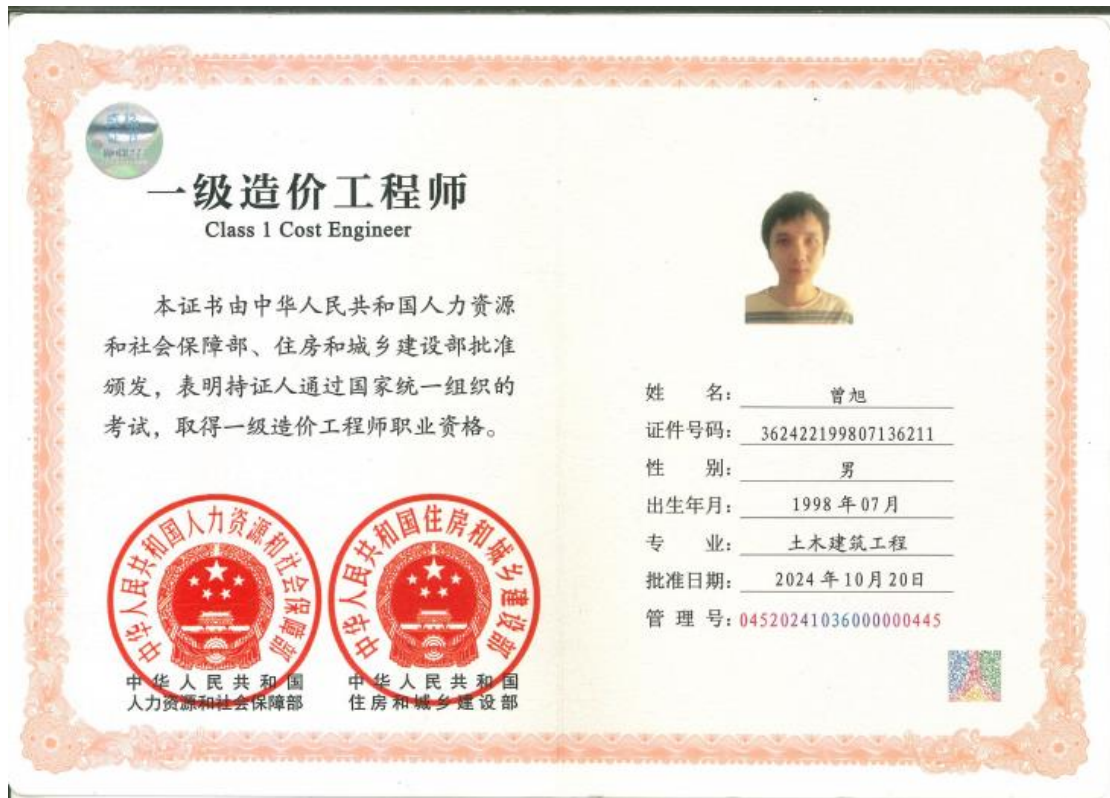 一级造价工程师
Class 1 Cost Engineer
本证书由中华人民共和国人力资源
和社会保障部、住房和城乡建设部批准
颁发，表明持证人通过国家统一组织的
考试，取得一级造价工程师职业资格。
中华人民共和国人力资源和社会保障部
中华人民共和国住房和城乡建设部
中华人民共和国
人力资源和社会保障部
中华人民共和国
住房和城乡建设部
姓 名： 曾旭
证件号码： 362422199807136211
性 别： 男
出生年月： 1998年07月
专 业： 土木建筑工程
批准日期： 2024年10月20日
管 理 号： 04520241036000000445